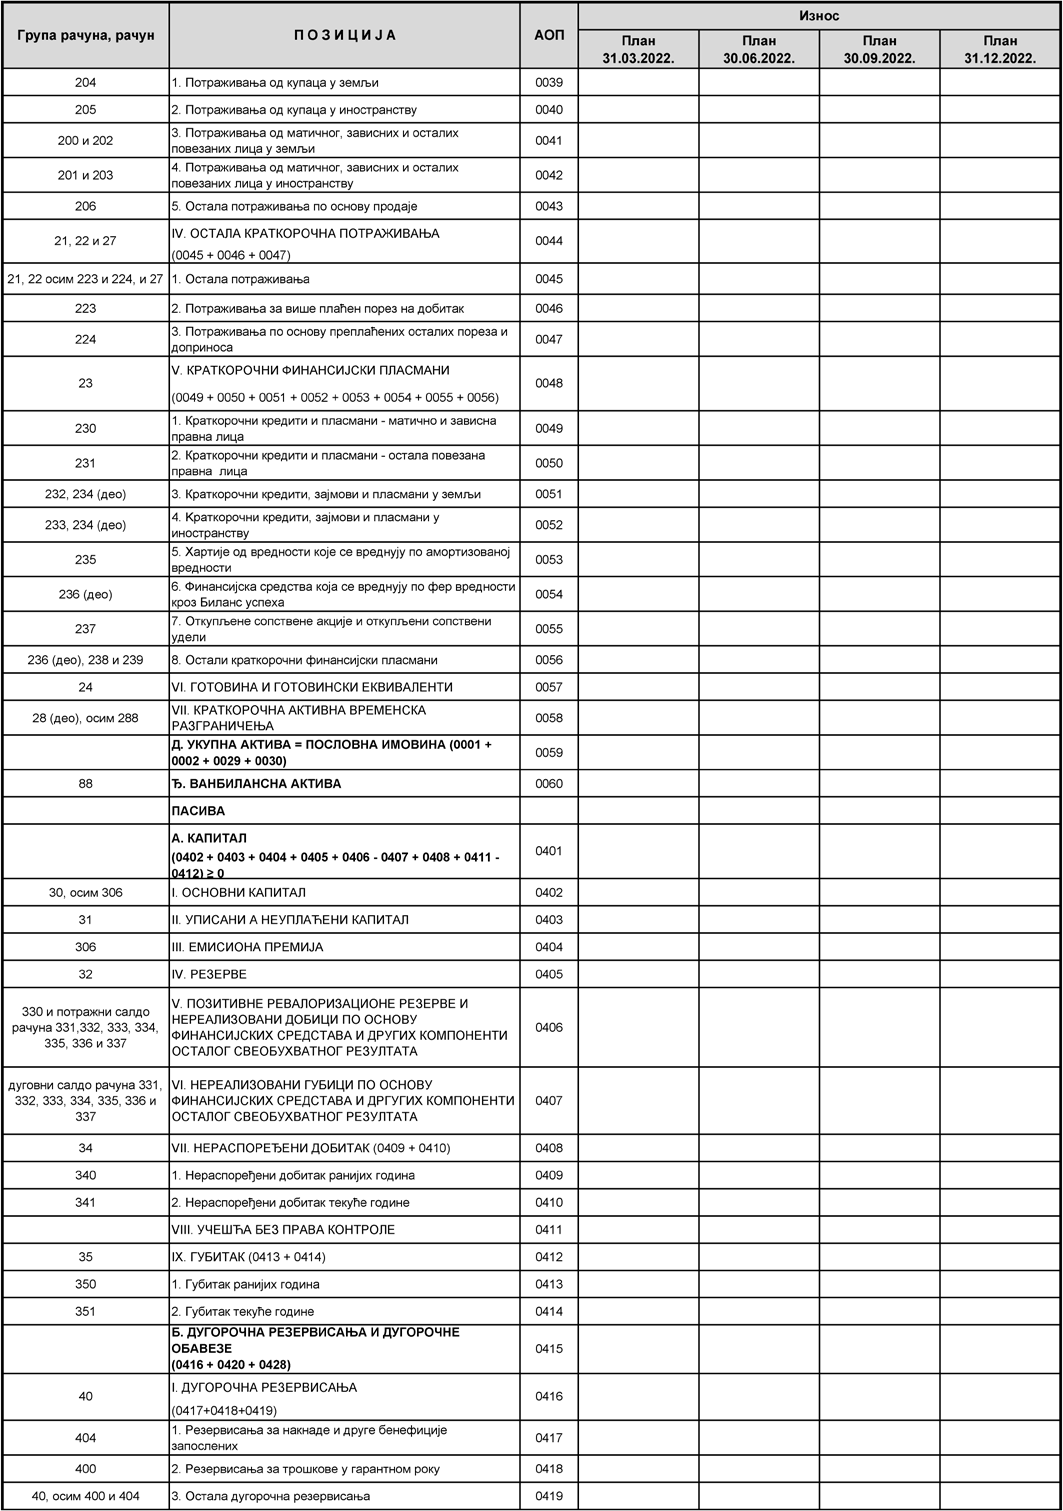 Група рачуна, рачун
П О З И Ц И Ј А
АОП
Износ
План
31.03.2022.
План
30.06.2022.
План
30.09.2022.
План
31.12.2022.
204
1. Потраживања од купаца у земљи
0039
205
2. Потраживања од купаца у иностранству
0040
200 и 202
3. Потраживања од матичног, зависних и осталих
повезаних лица у земљи
0041
201 и 203
4. Потраживања од матичног, зависних и осталих
повезаних лица у иностранству
0042
206
5. Остала потраживања по основу продаје
0043
21, 22 и 27
IV. ОСТАЛА КРАТКОРОЧНА ПОТРАЖИВАЊА
(0045 + 0046 + 0047)
0044
21, 22 осим 223 и 224, и 27
1. Остала потраживања
0045
223
2. Потраживања за више плаћен порез на добитак
0046
224
3. Потраживања по основу преплаћених осталих пореза и
доприноса
0047
23
V. КРАТКОРОЧНИ ФИНАНСИЈСКИ ПЛАСМАНИ
(0049 + 0050 + 0051 + 0052 + 0053 + 0054 + 0055 + 0056)
0048
230
1. Краткорочни кредити и пласмани - матично и зависна
правна лица
0049
231
2. Краткорочни кредити и пласмани - остала повезана
правна  лица
0050
232, 234 (део)
3. Краткорочни кредити, зајмови и пласмани у земљи
0051
233, 234 (део)
4. Краткорочни кредити, зајмови и пласмани у
иностранству
0052
235
5. Хартије од вредности које се вреднују по амортизованој
вредности
0053
236 (део)
6. Финансијска средства која се вреднују по фер вредности
кроз Биланс успеха
0054
237
7. Откупљене сопствене акције и откупљени сопствени
удели
0055
236 (део), 238 и 239
8. Остали краткорочни финансијски пласмани
0056
24
VI. ГОТОВИНА И ГОТОВИНСКИ ЕКВИВАЛЕНТИ
0057
28 (део), осим 288
VII. КРАТКОРОЧНА АКТИВНА ВРЕМЕНСКА
РАЗГРАНИЧЕЊА
0058
Д. УКУПНА АКТИВА = ПОСЛОВНА ИМОВИНА (0001 +
0002 + 0029 + 0030)
0059
88
Ђ. ВАНБИЛАНСНА АКТИВА
0060
ПАСИВА
А. КАПИТАЛ
(0402 + 0403 + 0404 + 0405 + 0406 - 0407 + 0408 + 0411 -
0412) ≥ 0
0401
30, осим 306
I. ОСНОВНИ КАПИТАЛ
0402
31
II. УПИСАНИ А НЕУПЛАЋЕНИ КАПИТАЛ
0403
306
III. ЕМИСИОНА ПРЕМИЈА
0404
32
IV. РЕЗЕРВЕ
0405
330 и потражни салдо
рачуна 331,332, 333, 334,
335, 336 и 337
V. ПОЗИТИВНЕ РЕВАЛОРИЗАЦИОНЕ РЕЗЕРВЕ И
НЕРЕАЛИЗОВАНИ ДОБИЦИ ПО ОСНОВУ
ФИНАНСИЈСКИХ СРЕДСТАВА И ДРУГИХ КОМПОНЕНТИ
ОСТАЛОГ СВЕОБУХВАТНОГ РЕЗУЛТАТА
0406
дуговни салдо рачуна 331,
332, 333, 334, 335, 336 и
337
VI. НЕРЕАЛИЗОВАНИ ГУБИЦИ ПО ОСНОВУ
ФИНАНСИЈСКИХ СРЕДСТАВА И ДРГУГИХ КОМПОНЕНТИ
ОСТАЛОГ СВЕОБУХВАТНОГ РЕЗУЛТАТА
0407
34
VII. НЕРАСПОРЕЂЕНИ ДОБИТАК (0409 + 0410)
0408
340
1. Нераспоређени добитак ранијих година
0409
341
2. Нераспоређени добитак текуће године
0410
VIII. УЧЕШЋА БЕЗ ПРАВА КОНТРОЛЕ
0411
35
IX. ГУБИТАК (0413 + 0414)
0412
350
1. Губитак ранијих година
0413
351
2. Губитак текуће године
0414
Б. ДУГОРОЧНА РЕЗЕРВИСАЊА И ДУГОРОЧНЕ
ОБАВЕЗЕ
(0416 + 0420 + 0428)
0415
40
I. ДУГОРОЧНА РЕЗЕРВИСАЊА
(0417+0418+0419)
0416
404
1. Резервисања за накнаде и друге бенефиције
запослених
0417
400
2. Резервисања за трошкове у гарантном року
0418
40, осим 400 и 404
3. Остала дугорочна резервисања
0419